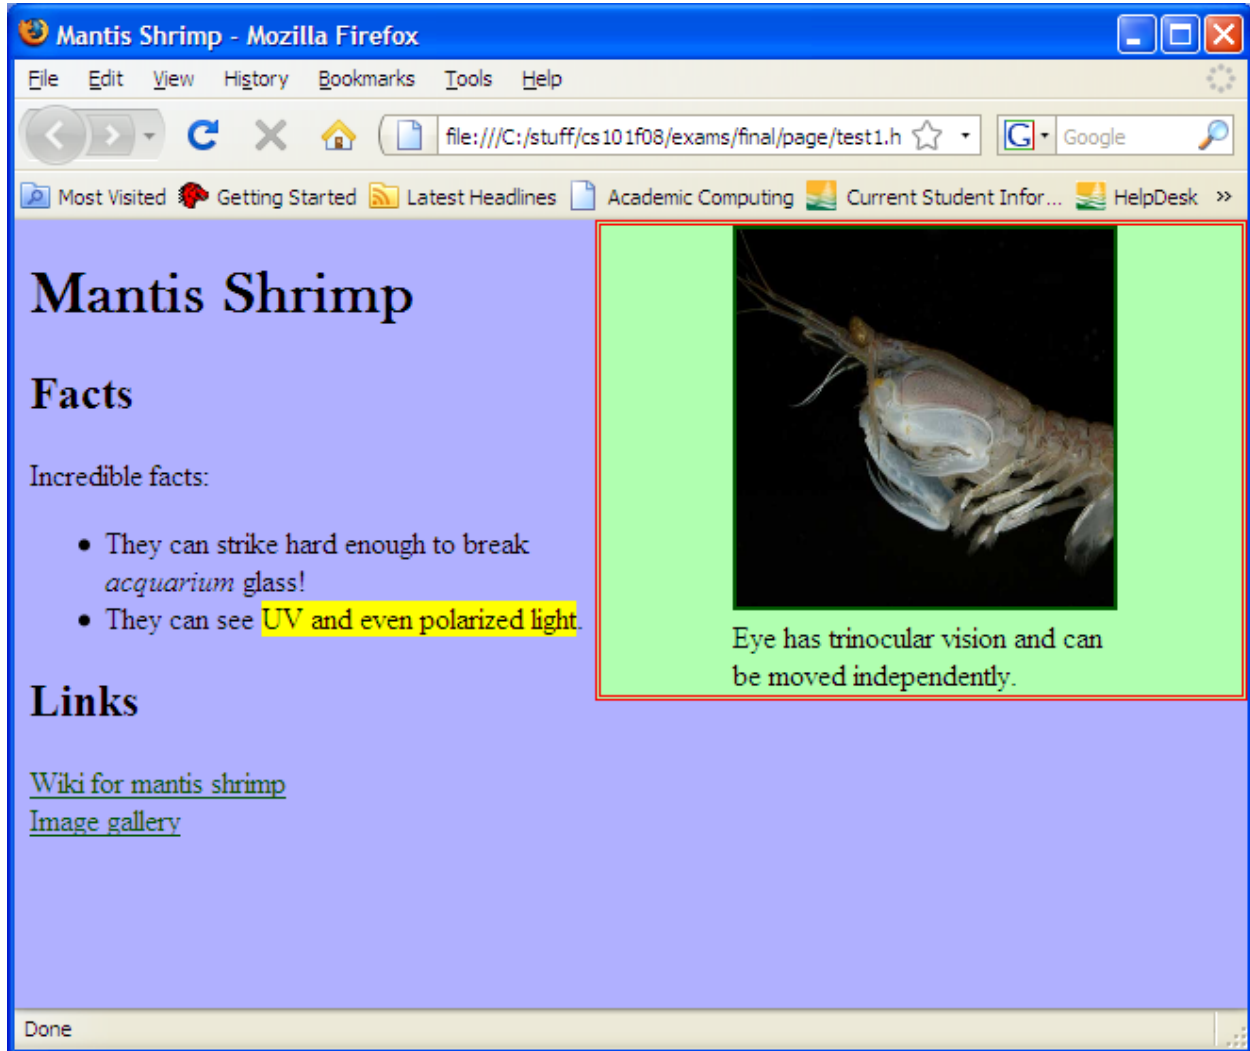 Mantis Shrimp - Mozilla Firefox
File Edit View History Bookmarks Tools Help
file:///C:/stuff/cs101f08/exams/final/page/test1.h G Google
Most Visited Getting Started Latest Headlines Academic Computing Current Student Infor... HelpDesk »
Mantis Shrimp
Facts
Incredible facts:
• They can strike hard enough to break
acquarium glass!
• They can see UV and even polarized light.
Links
Wiki for mantis shrimp
Image gallery
Eye has trinocular vision and can
be moved independently.
Done